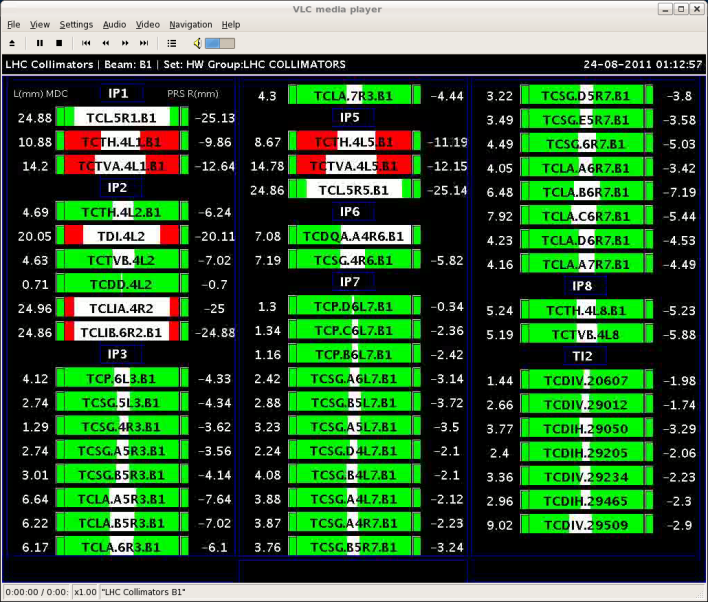 VLC media player
File View Settings Audio Video Navigation Help
LHC Collimators | Beam: B1 | Set: HW Group:LHC COLLIMATORS 24-08-2011 01:12:57
L(mm) MDC IP1 PRS R(mm)
24.88 TCL.5R1.B1 -25.13
10.88 TCTH.4L1.B1 -9.86
14.2 TCTVA.4L1.B1 -12.64
IP2
4.69 TCTH.4L2.B1 -6.24
20.05 TDI.4L2 -20.11
4.63 TCTVB.4L2 -7.02
0.71 TCDD.4L2 -0.7
24.96 TCLIA.4R2 -25
24.86 TCLIB.6R2.B1 -24.88
IP3
4.12 TCP.6L3.B1 -4.33
2.74 TCSG.5L3.B1 -4.34
1.29 TCSG.4R3.B1 -3.62
2.74 TCSG.A5R3.B1 -3.56
3.01 TCSG.B5R3.B1 -4.14
6.64 TCLA.A5R3.B1 -7.64
6.22 TCLA.B5R3.B1 -7.02
6.17 TCLA.6R3.B1 -6.1
4.3 TCLA.7R3.B1 -4.44
IP5
8.67 TCTH.4L5.B1 -11.19
14.78 TCTVA.4L5.B1 -12.15
24.86 TCL.5R5.B1 -25.14
IP6
7.08 TCDQA.A4R6.B1
7.19 TCSG.4R6.B1 -5.82
IP7
1.3 TCP.D6L7.B1 -0.34
1.34 TCP.C6L7.B1 -2.36
1.16 TCP.B6L7.B1 -2.42
2.42 TCSG.A6L7.B1 -3.14
2.88 TCSG.B5L7.B1 -3.72
3.23 TCSG.A5L7.B1 -3.5
2.24 TCSG.D4L7.B1 -2.1
4.08 TCSG.B4L7.B1 -2.1
3.88 TCSG.A4L7.B1 -2.12
3.87 TCSG.A4R7.B1 -2.23
3.76 TCSG.B5R7.B1 -3.24
3.22 TCSG.D5R7.B1 -3.8
3.49 TCSG.E5R7.B1 -3.58
4.49 TCSG.6R7.B1 -5.03
4.05 TCLA.A6R7.B1 -3.42
6.48 TCLA.B6R7.B1 -7.19
7.92 TCLA.C6R7.B1 -5.44
4.23 TCLA.D6R7.B1 -4.53
4.16 TCLA.A7R7.B1 -4.49
IP8
5.24 TCTH.4L8.B1 -5.23
5.19 TCTVB.4L8 -5.88
TI2
1.44 TCDIV.20607 -1.98
2.66 TCDIV.29012 -1.74
3.77 TCDIH.29050 -3.29
2.4 TCDIH.29205 -2.06
3.36 TCDIV.29234 -2.23
2.96 TCDIH.29465 -2.3
9.02 TCDIV.29509 -2.9
0:00:00 / 0:00: x1.00 "LHC Collimators B1"